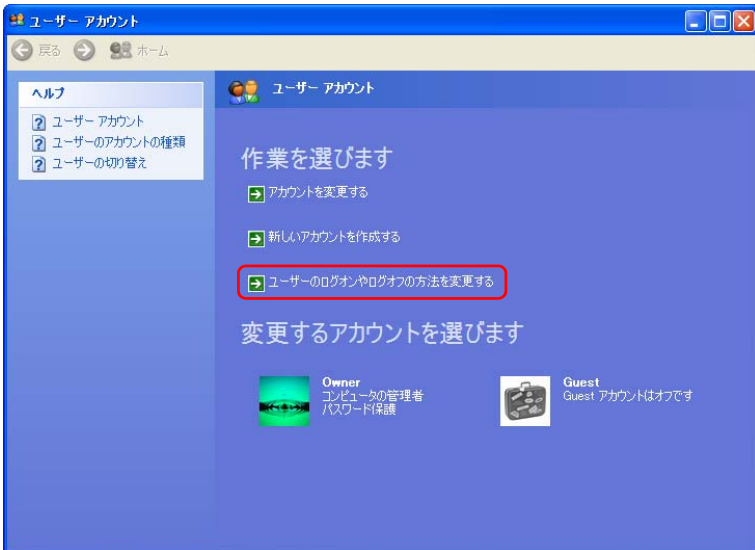 ユーザー アカウント
戻る
ホーム
ヘルプ
ユーザー アカウント
ユーザーのアカウントの種類
ユーザーの切り替え
ユーザー アカウント
作業を選びます
アカウントを変更する
新しいアカウントを作成する
ユーザーのログオンやログオフの方法を変更する
変更するアカウントを選びます
Owner
コンピュータの管理者
パスワード保護
Guest
Guest アカウントはオフです